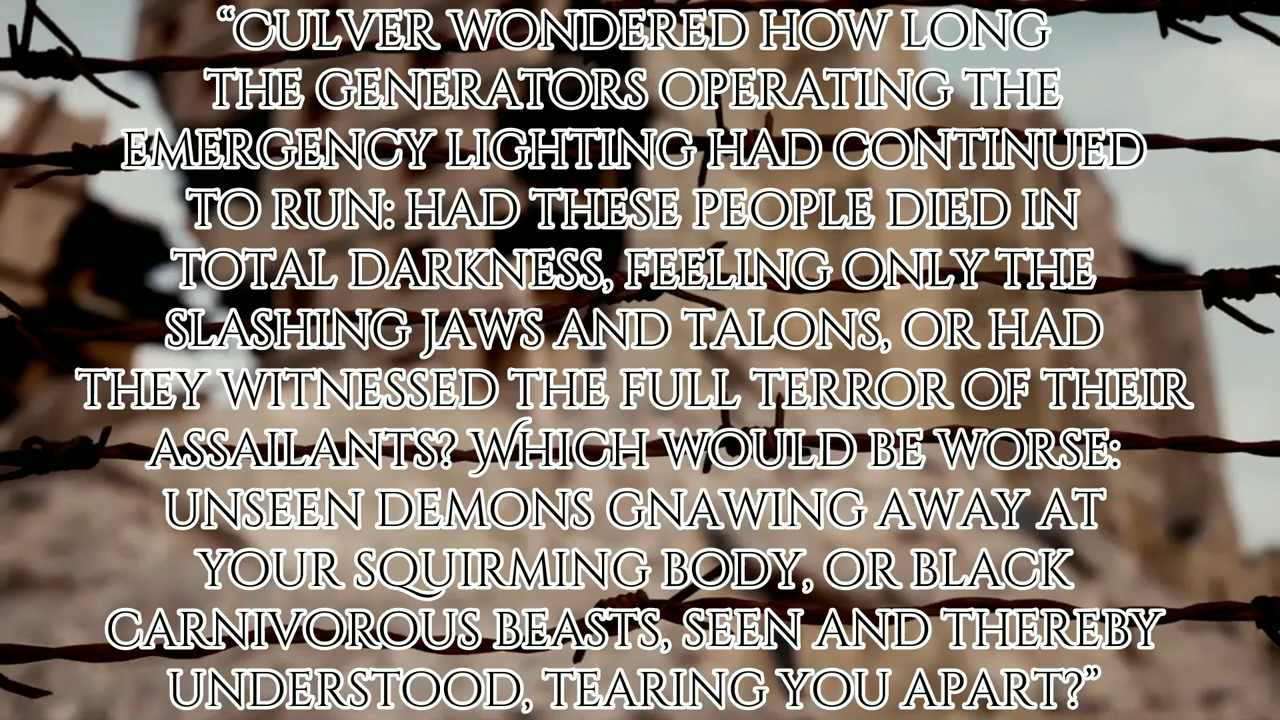 “CULVER WONDERED HOW LONG
THE GENERATORS OPERATING THE
EMERGENCY LIGHTING HAD CONTINUED
TO RUN: HAD THESE PEOPLE DIED IN
TOTAL DARKNESS, FEELING ONLY THE
SLASHING JAWS AND TALONS, OR HAD
THEY WITNESSED THE FULL TERROR OF THEIR
ASSAILANTS? WHICH WOULD BE WORSE:
UNSEEN DEMONS GNAWING AWAY AT
YOUR SQUIRMING BODY, OR BLACK
CARNIVOROUS BEASTS, SEEN AND THEREBY
UNDERSTOOD, TEARING YOU APART?”